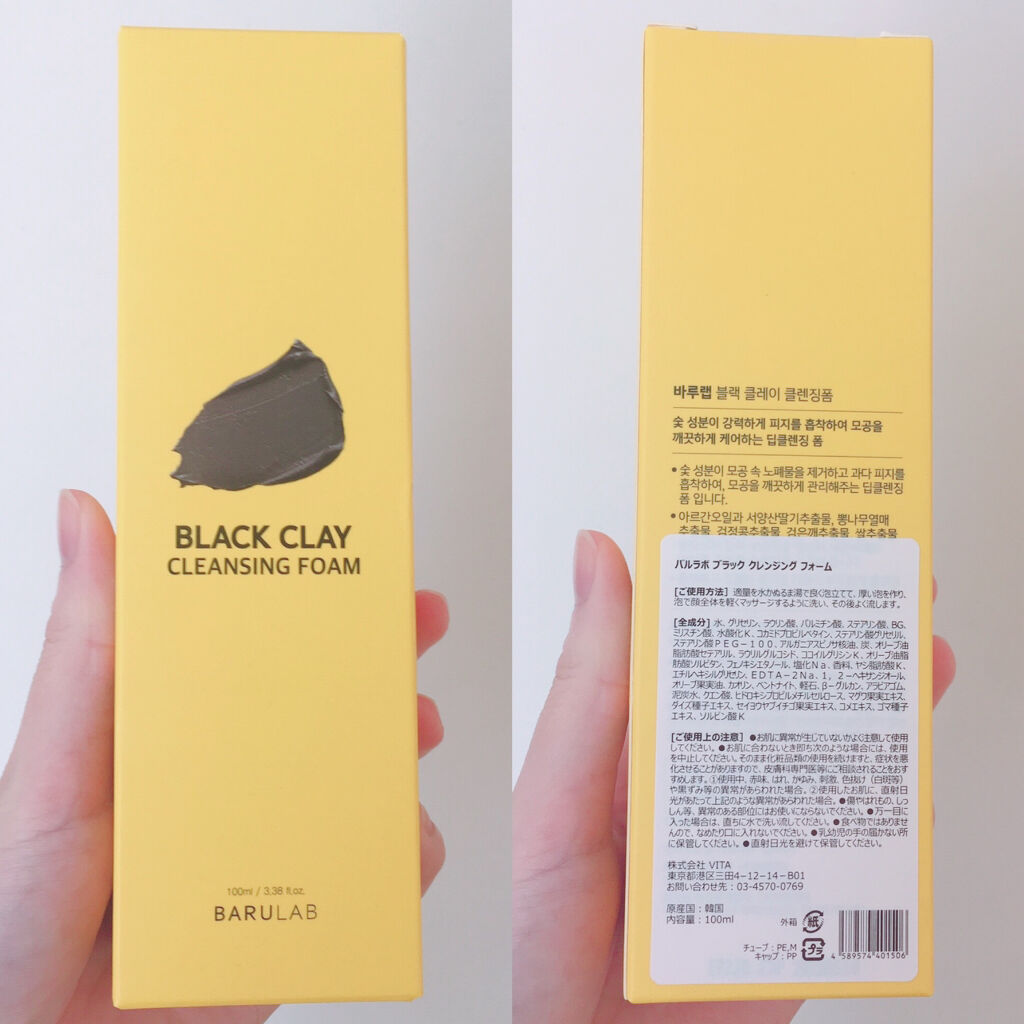 BLACK CLAY
CLEANSING FOAM
100ml / 3.38 fl.oz.
BARULAB
바루랩 블랙 클레이 클렌징폼
숯 성분이 강력하게 피지를 흡착하여 모공을
깨끗하게 케어하는 딥클렌징 폼
• 숯 성분이 모공 속 노폐물을 제거하고 과다 피지를
흡착하여, 모공을 깨끗하게 관리해주는 딥클렌징
폼 입니다.
• 아르간오일과 서양산딸기추출물, 뽕나무열매
추출물, 검정콩추출물, 검은깨추출물, 쌀추출물
バルラボ ブラック クレンジング フォーム
[ご使用方法] 適量を水かぬるま湯で良く泡立てて、厚い泡を作り、
泡で顔全体を軽くマッサージするように洗い、その後よく流します。
[全成分] 水、グリセリン、ラウリン酸、パルミチン酸、ステアリン酸、BG、
ミリスチン酸、水酸化K、コカミドプロピルベタイン、ステアリン酸グリセリル、
ステアリン酸PEG-100、アルガニアスピノサ核油、炭、オリーブ油
脂肪酸セテアリル、ラウリルグルコシド、ココイルグリシンK、オリーブ油脂
肪酸ソルビタン、フェノキシエタノール、塩化Na、香料、ヤシ脂肪酸K、
エチルヘキシルグリセリン、EDTA-2Na、1，2-ヘキサンジオール、
オリーブ果実油、カオリン、ベントナイト、軽石、β-グルカン、アラビアゴム、
泥炭水、クエン酸、ヒドロキシプロピルメチルセルロース、マグワ果実エキス、
ダイズ種子エキス、セイヨウヤブイチゴ果実エキス、コメエキス、ゴマ種子
エキス、ソルビン酸K
[ご使用上の注意] ●お肌に異常が生じていないかよく注意して使用
してください。●お肌に合わないとき即ち次のような場合には、使用
を中止してください。そのまま化粧品類の使用を続けますと、症状を悪
化させることがありますので、皮膚科専門医等にご相談されることをおす
すめします。①使用中、赤味、はれ、かゆみ、刺激、色抜け（白斑等）
や黒ずみ等の異常があらわれた場合。②使用したお肌に、直射日
光があたって上記のような異常があらわれた場合。●傷やはれもの、しっ
しん等、異常のある部位にはお使いにならないでください。●万一目に
入った場合は、直ちに水で洗い流してください。●食べ物ではありませ
んので、なめたり口に入れないでください。●乳幼児の手の届かない所
に保管してください。●直射日光を避けて保管してください。
株式会社 VITA
東京都港区三田4-12-14-B01
お問い合わせ先：03-4570-0769
原産国：韓国
内容量：100ml
外箱 紙
チューブ：PE,M
キャップ：PP
プラ
4 589574 401506